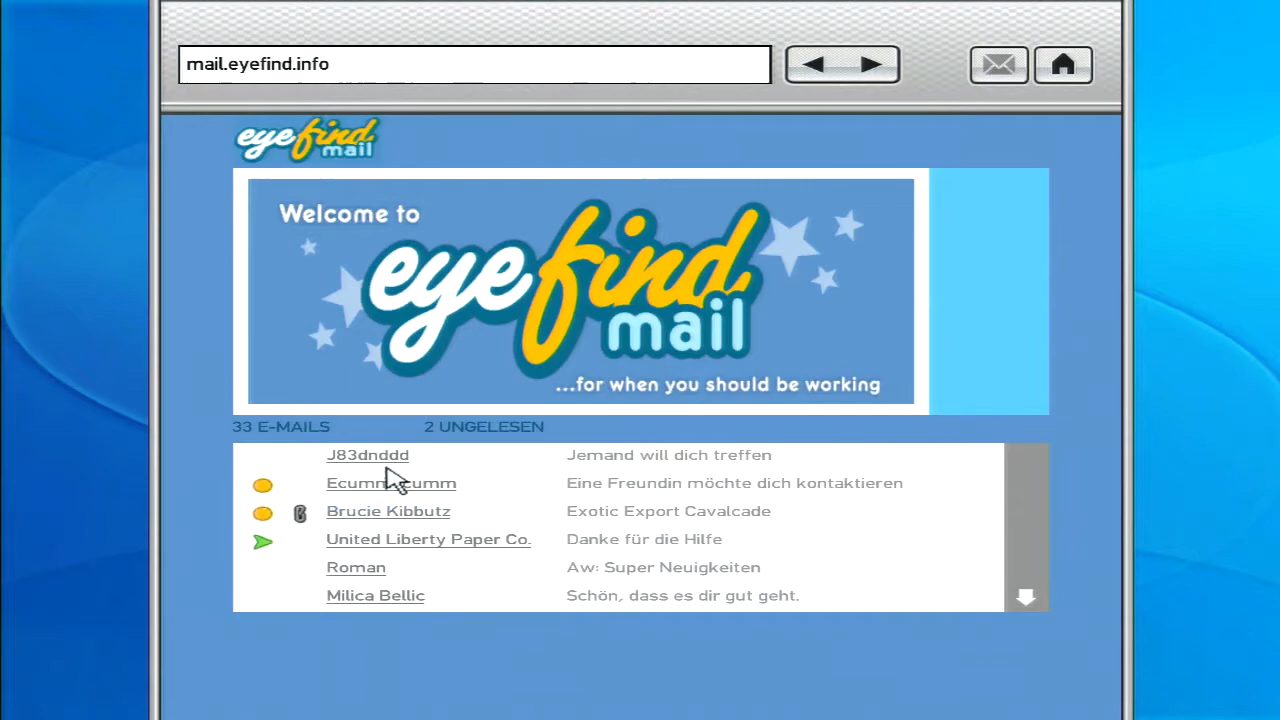 mail.eyefind.info
eyefind mail
Welcome to
eyefind mail
...for when you should be working
33 E-MAILS 2 UNGELESEN
J83dnddd Jemand will dich treffen
Eine Freundin möchte dich kontaktieren
Brucie Kibbutz Exotic Export Cavalcade
United Liberty Paper Co. Danke für die Hilfe
Roman Aw: Super Neuigkeiten
Milica Bellic Schön, dass es dir gut geht.